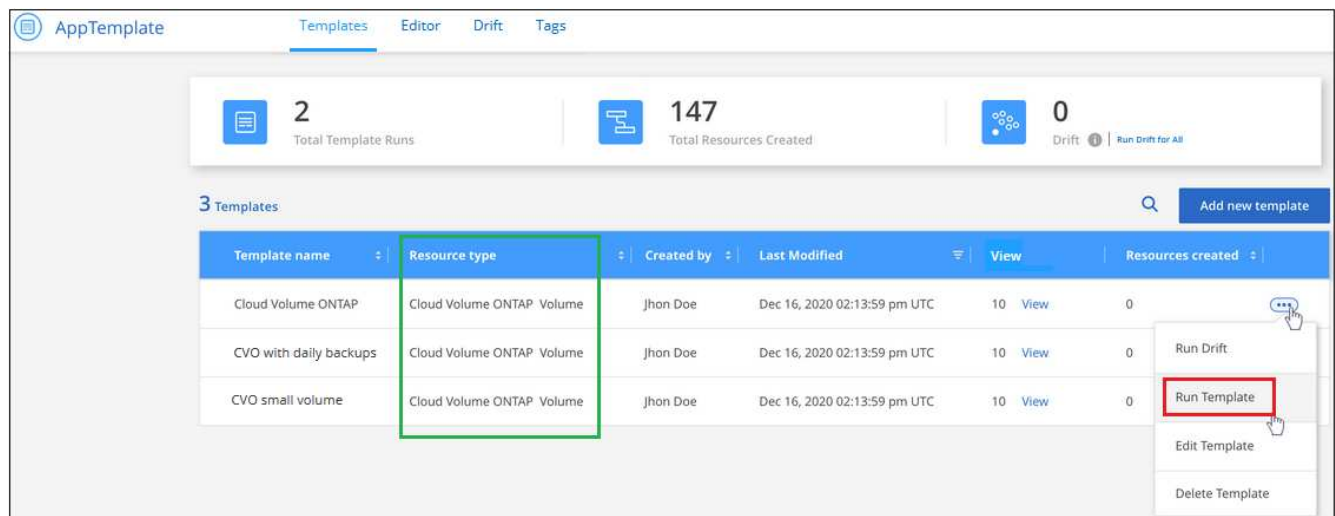 AppTemplate Templates Editor Drift Tags
2 147 0
Total Template Runs Total Resources Created Drift Run Drift for All
3 Templates Add new template
Template name Resource type Created by Last Modified View Resources created
Cloud Volume ONTAP Cloud Volume ONTAP Volume Jhon Doe Dec 16, 2020 02:13:59 pm UTC 10 View 0
Run Drift
CVO with daily backups Cloud Volume ONTAP Volume Jhon Doe Dec 16, 2020 02:13:59 pm UTC 10 View 0
Run Template
CVO small volume Cloud Volume ONTAP Volume Jhon Doe Dec 16, 2020 02:13:59 pm UTC 10 View 0
Edit Template
Delete Template